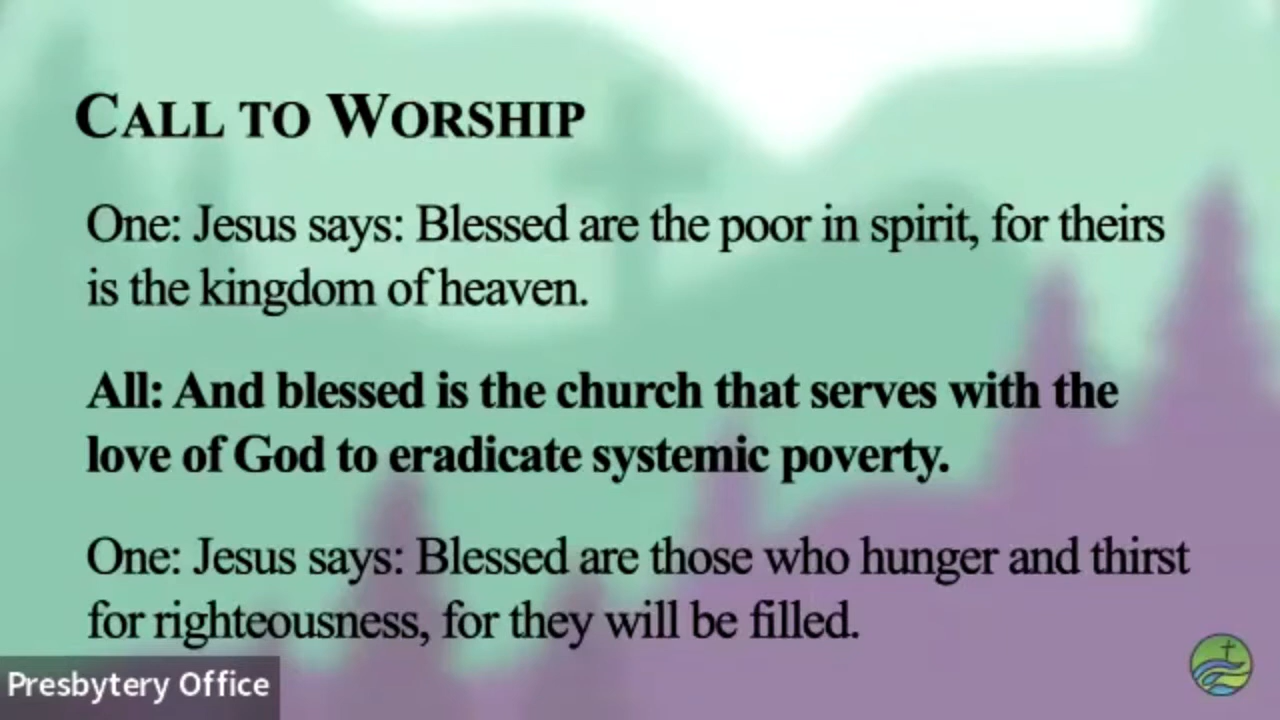 CALL TO WORSHIP
One: Jesus says: Blessed are the poor in spirit, for theirs
is the kingdom of heaven.
All: And blessed is the church that serves with the
love of God to eradicate systemic poverty.
One: Jesus says: Blessed are those who hunger and thirst
for righteousness, for they will be filled.
Presbytery Office